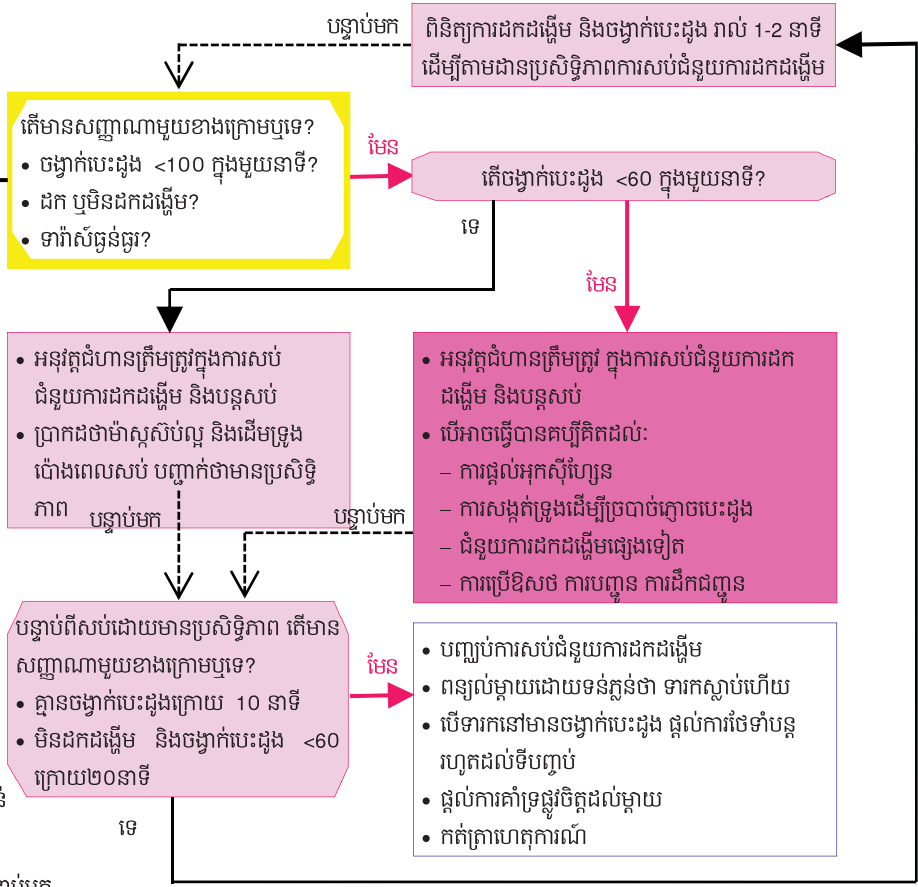 បន្ទាប់មក
ពិនិត្យការដកដង្ហើម និងចង្វាក់បេះដូង រាល់ 1-2 នាទី
ដើម្បីតាមដានប្រសិទ្ធិភាពការសប់ជំនួយការដកដង្ហើម
តើមានសញ្ញាណាមួយខាងក្រោមឬទេ?
• ចង្វាក់បេះដូង <100 ក្នុងមួយនាទី?
• ដក ឬមិនដកដង្ហើម?
• ទារ៉ាស៍ធ្ងន់ធ្ងរ?
មែន
តើចង្វាក់បេះដូង <60 ក្នុងមួយនាទី?
ទេ
មែន
• អនុវត្តជំហានត្រឹមត្រូវក្នុងការសប់
ជំនួយការដកដង្ហើម និងបន្តសប់
• ប្រាកដថាម៉ាស្កស៊ប់ល្អ និងដើមទ្រូង
ប៉ោងពេលសប់ បញ្ជាក់ថាមានប្រសិទ្ធិ
ភាព
បន្ទាប់មក
• អនុវត្តជំហានត្រឹមត្រូវ ក្នុងការសប់ជំនួយការដក
ដង្ហើម និងបន្តសប់
• បើអាចធ្វើបានគប្បីគិតដល់:
– ការផ្តល់អុកស៊ីហ្សែន
– ការសង្កត់ទ្រូងដើម្បីច្របាច់ភ្ញោចបេះដូង
– ជំនួយការដកដង្ហើមផ្សេងទៀត
– ការប្រើឱសថ ការបញ្ជូន ការដឹកជញ្ជូន
បន្ទាប់មក
បន្ទាប់ពីសប់ដោយមានប្រសិទ្ធិភាព តើមាន
សញ្ញាណាមួយខាងក្រោមឬទេ?
• គ្មានចង្វាក់បេះដូងក្រោយ 10 នាទី
• មិនដកដង្ហើម និងចង្វាក់បេះដូង <60
ក្រោយ២០នាទី
មែន
• បញ្ឈប់ការសប់ជំនួយការដកដង្ហើម
• ពន្យល់ម្តាយដោយទន់ភ្លន់ថា ទារកស្លាប់ហើយ
• បើទារកនៅមានចង្វាក់បេះដូង ផ្តល់ការថែទាំបន្ត
រហូតដល់ទីបញ្ចប់
• ផ្តល់ការគាំទ្រផ្លូវចិត្តដល់ម្តាយ
• កត់ត្រាហេតុការណ៍
ទេ